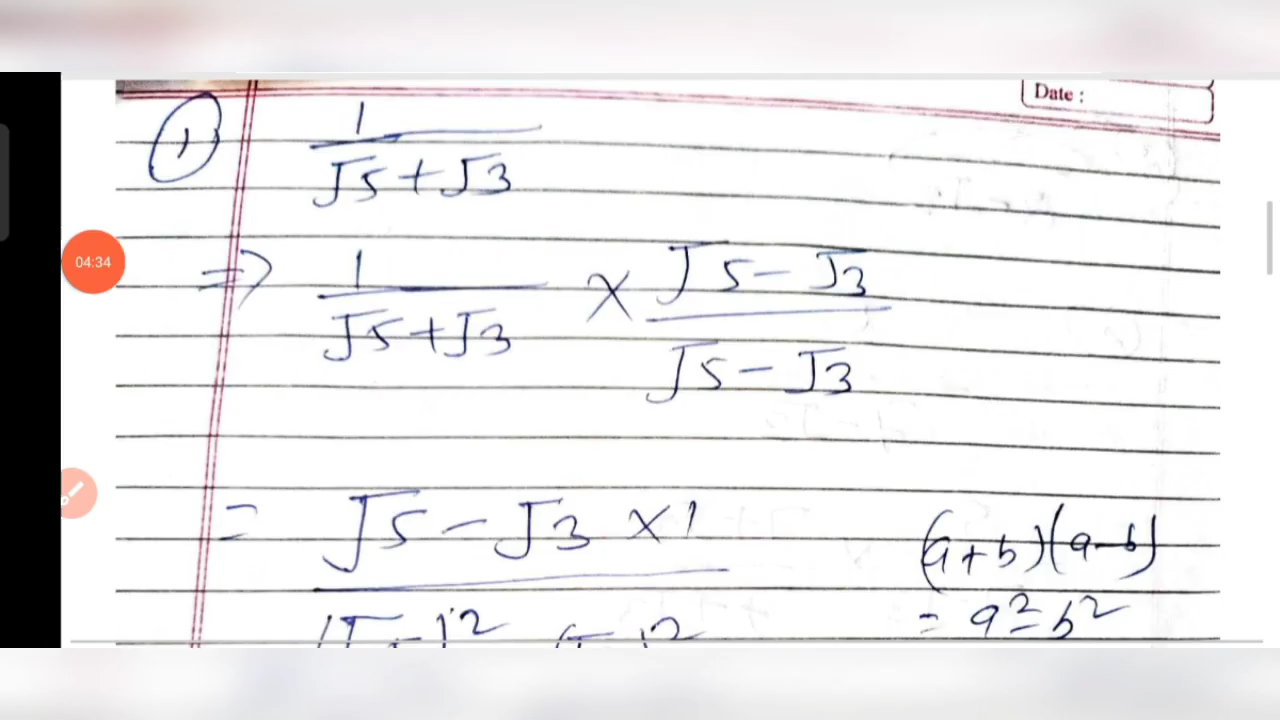 Date :
① 1/(√5+√3)
=> 1/(√5+√3) × (√5-√3)/(√5-√3)
04:34
= √5-√3 ×1
(a+b)(a-b)
= a²-b²